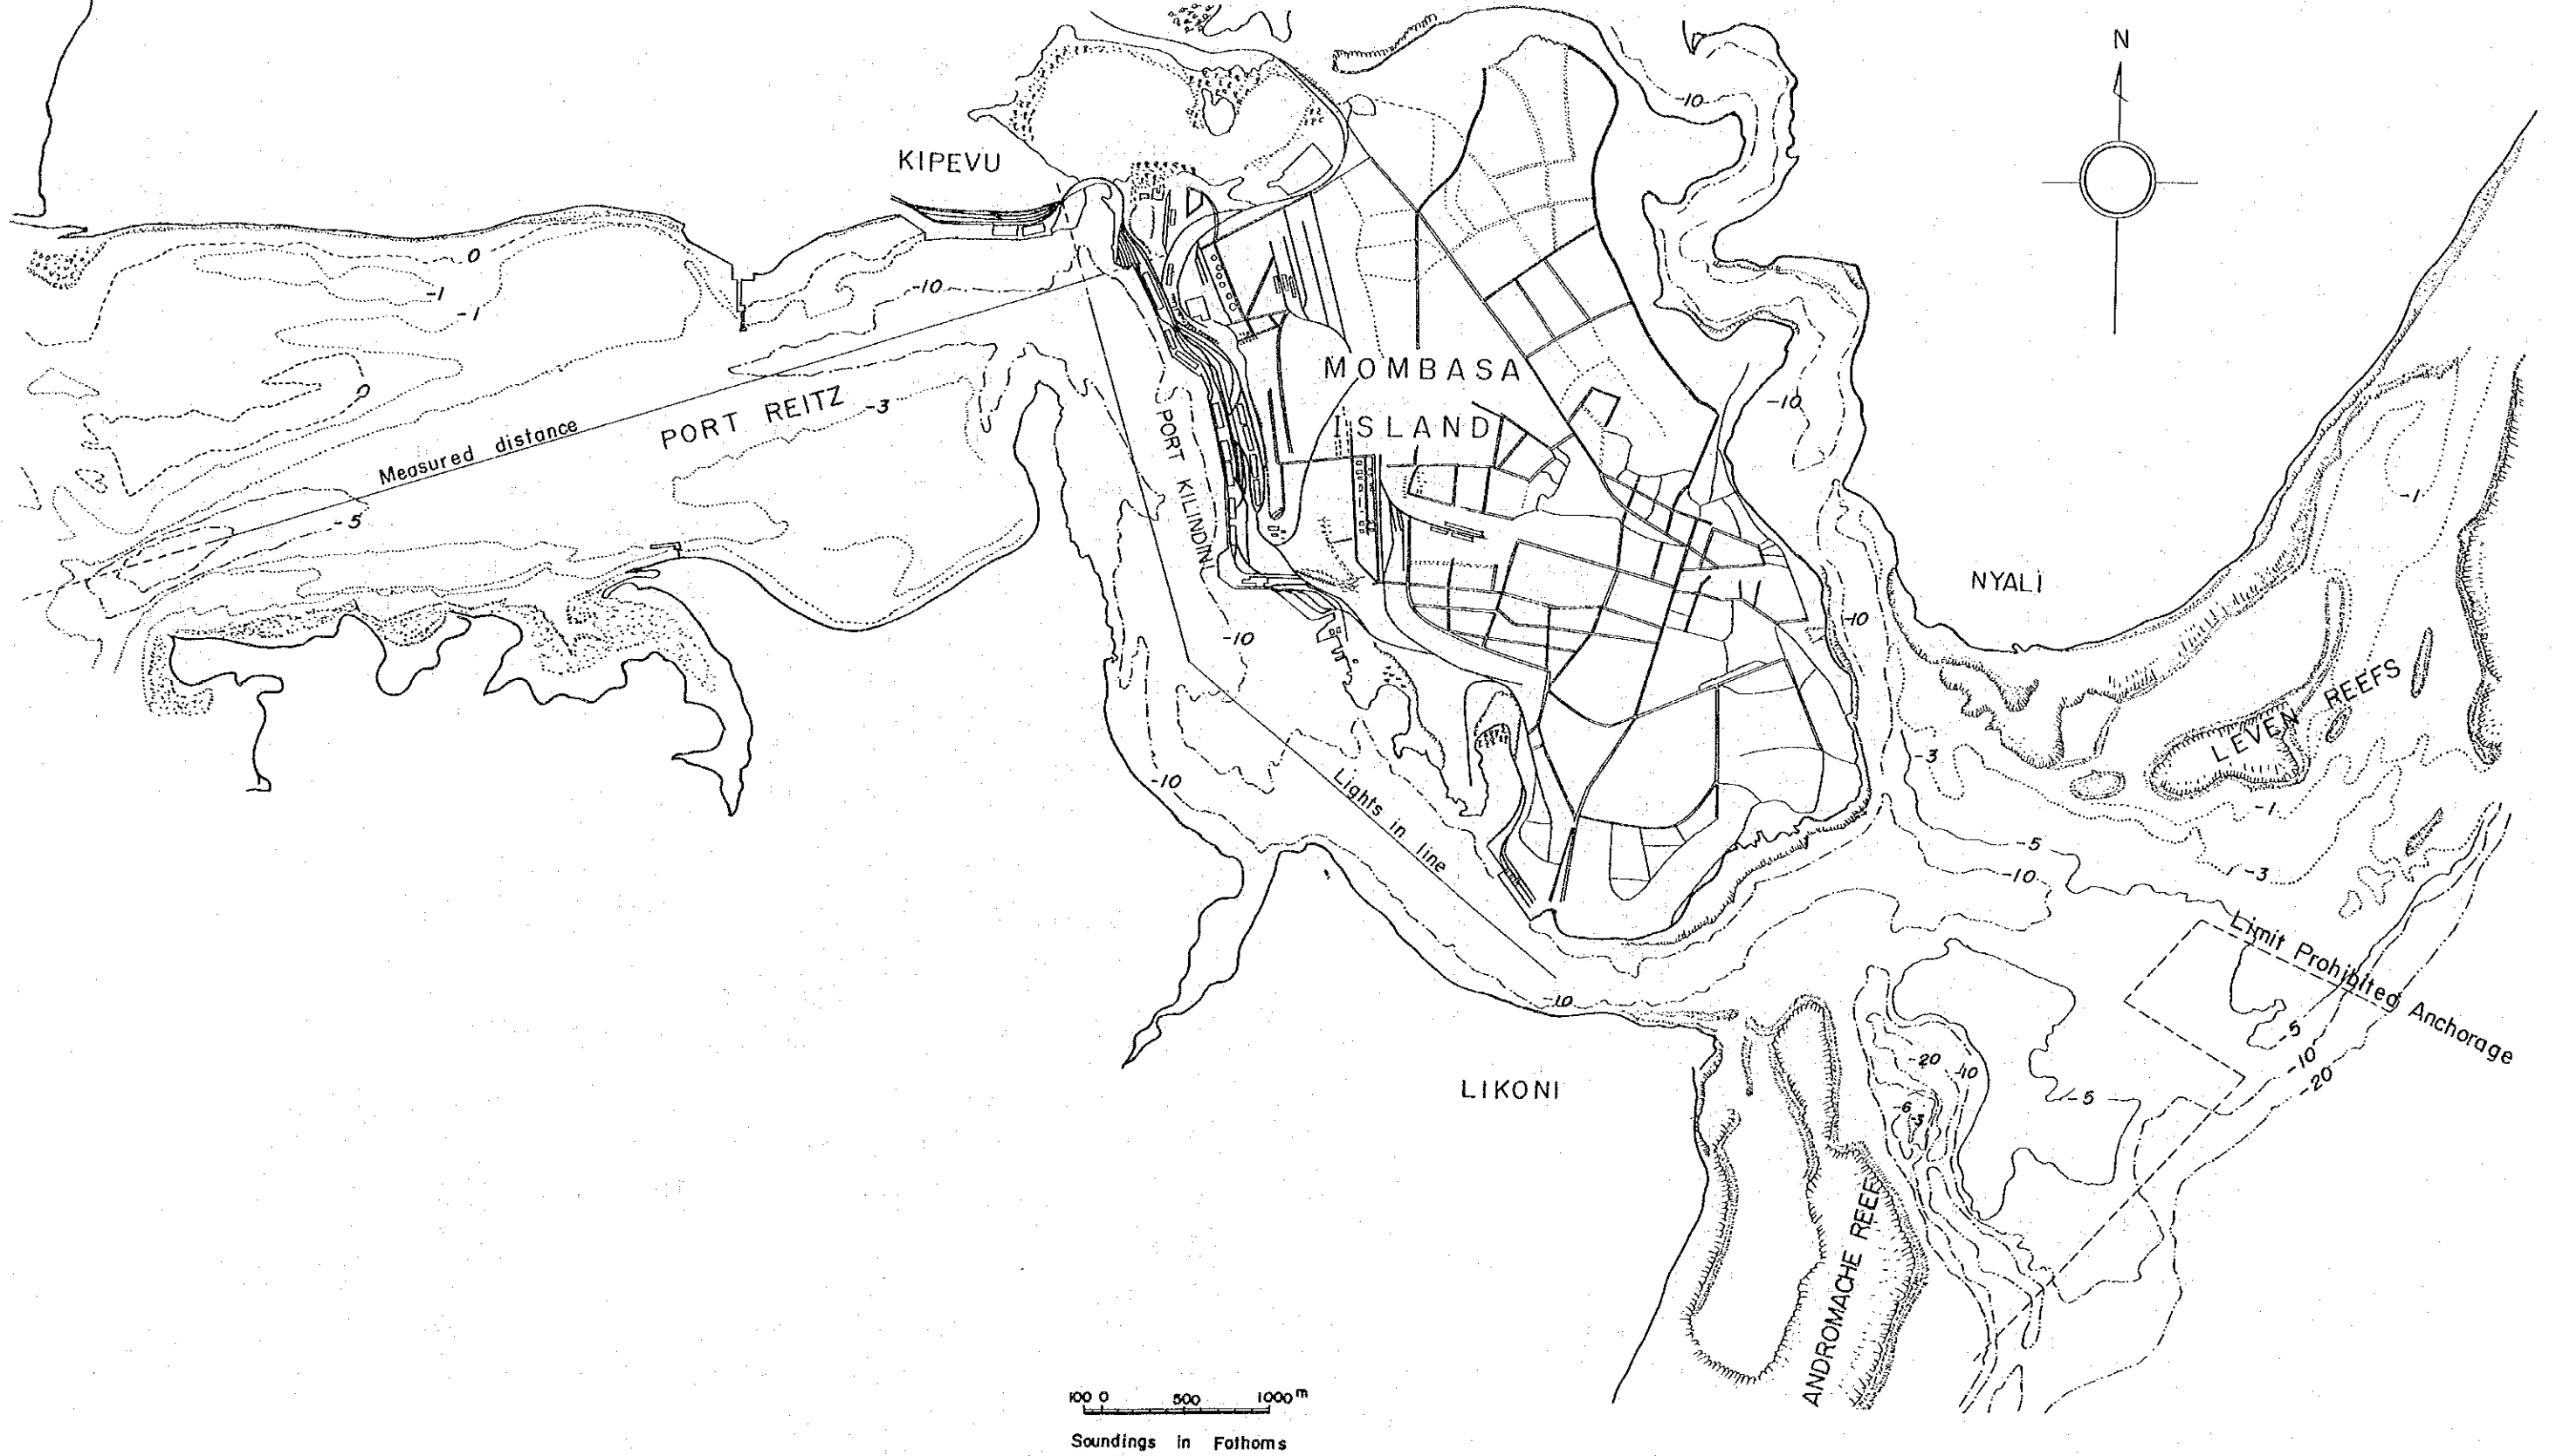 N
-10
KIPEVU
0
-1
-1
-10
MOMBASA
ISLAND
0
-10
PORT REITZ
-3
Measured distance
PORT KILINDINI
-5
-1
NYALI
-10
-10
LEVEN REEFS
-3
-10
Lights in line
-1
-5
-10
-3
Limit Prohibited Anchorage
-10
-5
-10
-20
-20
-10
-5
-6
-3
LIKONI
ANDROMACHE REEF
100 0 500 1000 m
Soundings in Fothoms